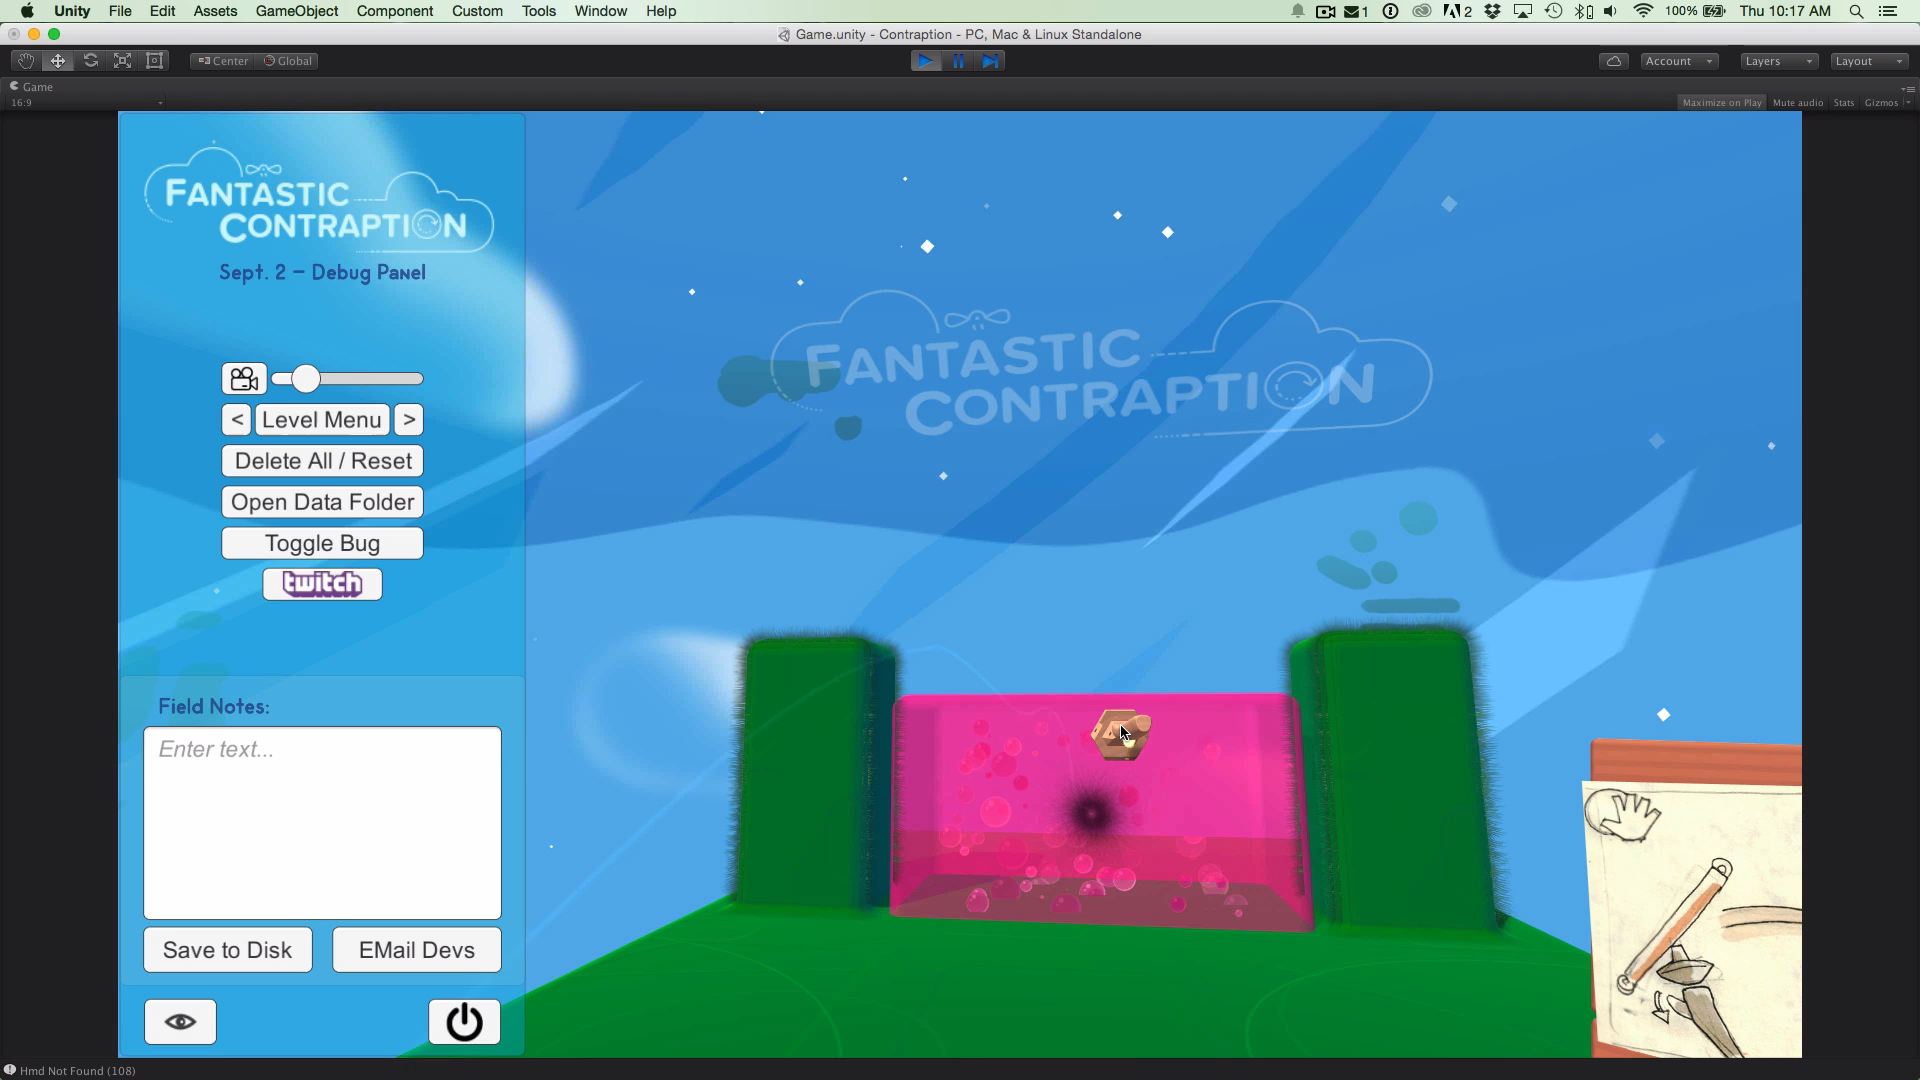 Unity File Edit Assets GameObject Component Custom Tools Window Help 1 2 100% Thu 10:17 AM
Game.unity - Contraption - PC, Mac & Linux Standalone
Center Global Account Layers Layout
Game
16:9 Maximize on Play Mute audio Stats Gizmos
FANTASTIC
CONTRAPTION
Sept. 2 – Debug Panel
FANTASTIC
CONTRAPTION
< Level Menu >
Delete All / Reset
Open Data Folder
Toggle Bug
twitch
Field Notes:
Enter text...
Save to Disk EMail Devs
Hmd Not Found (108)